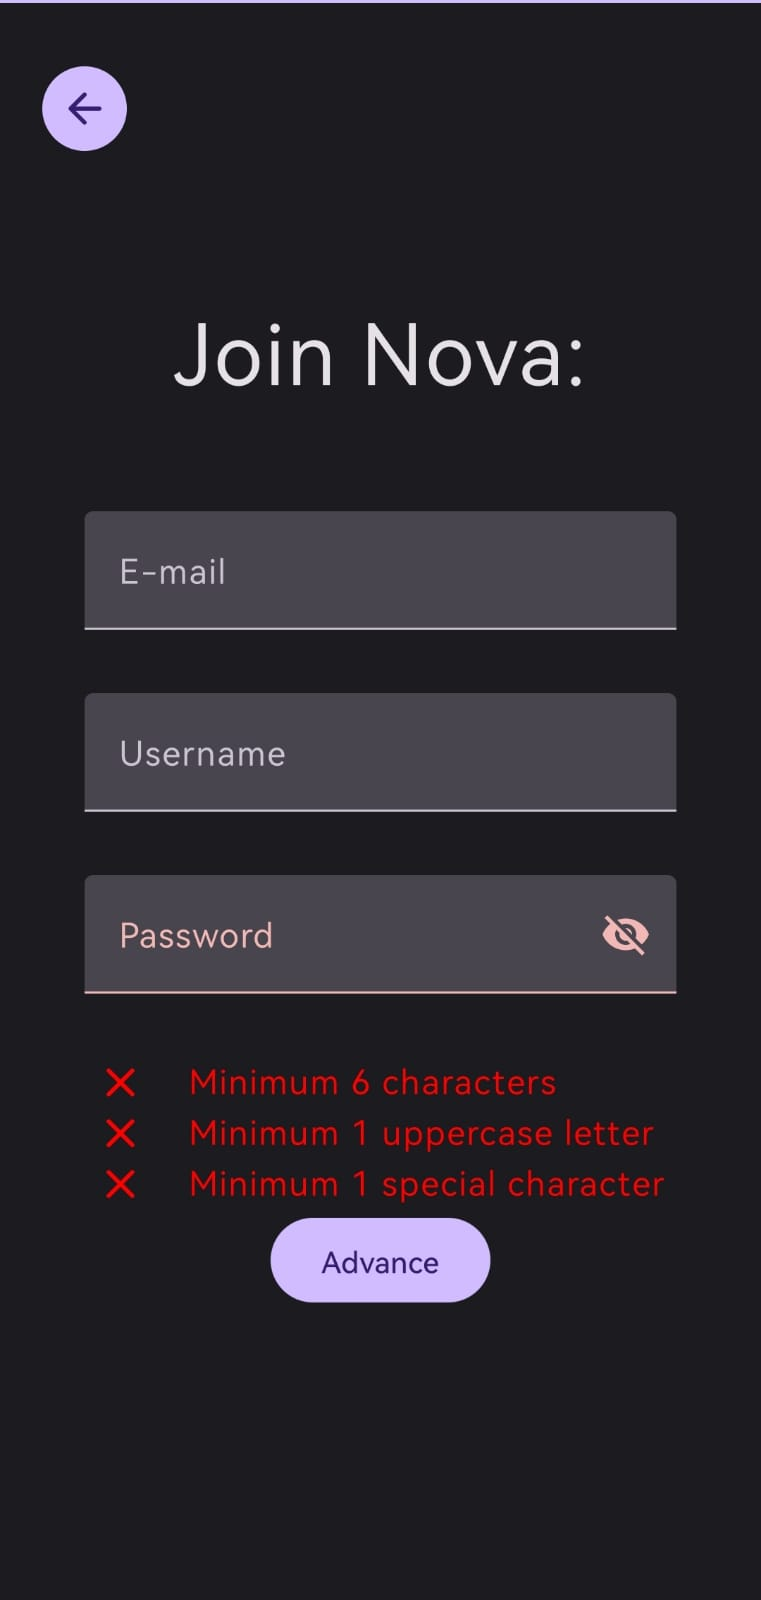 Join Nova:
E-mail
Username
Password
Minimum 6 characters
Minimum 1 uppercase letter
Minimum 1 special character
Advance